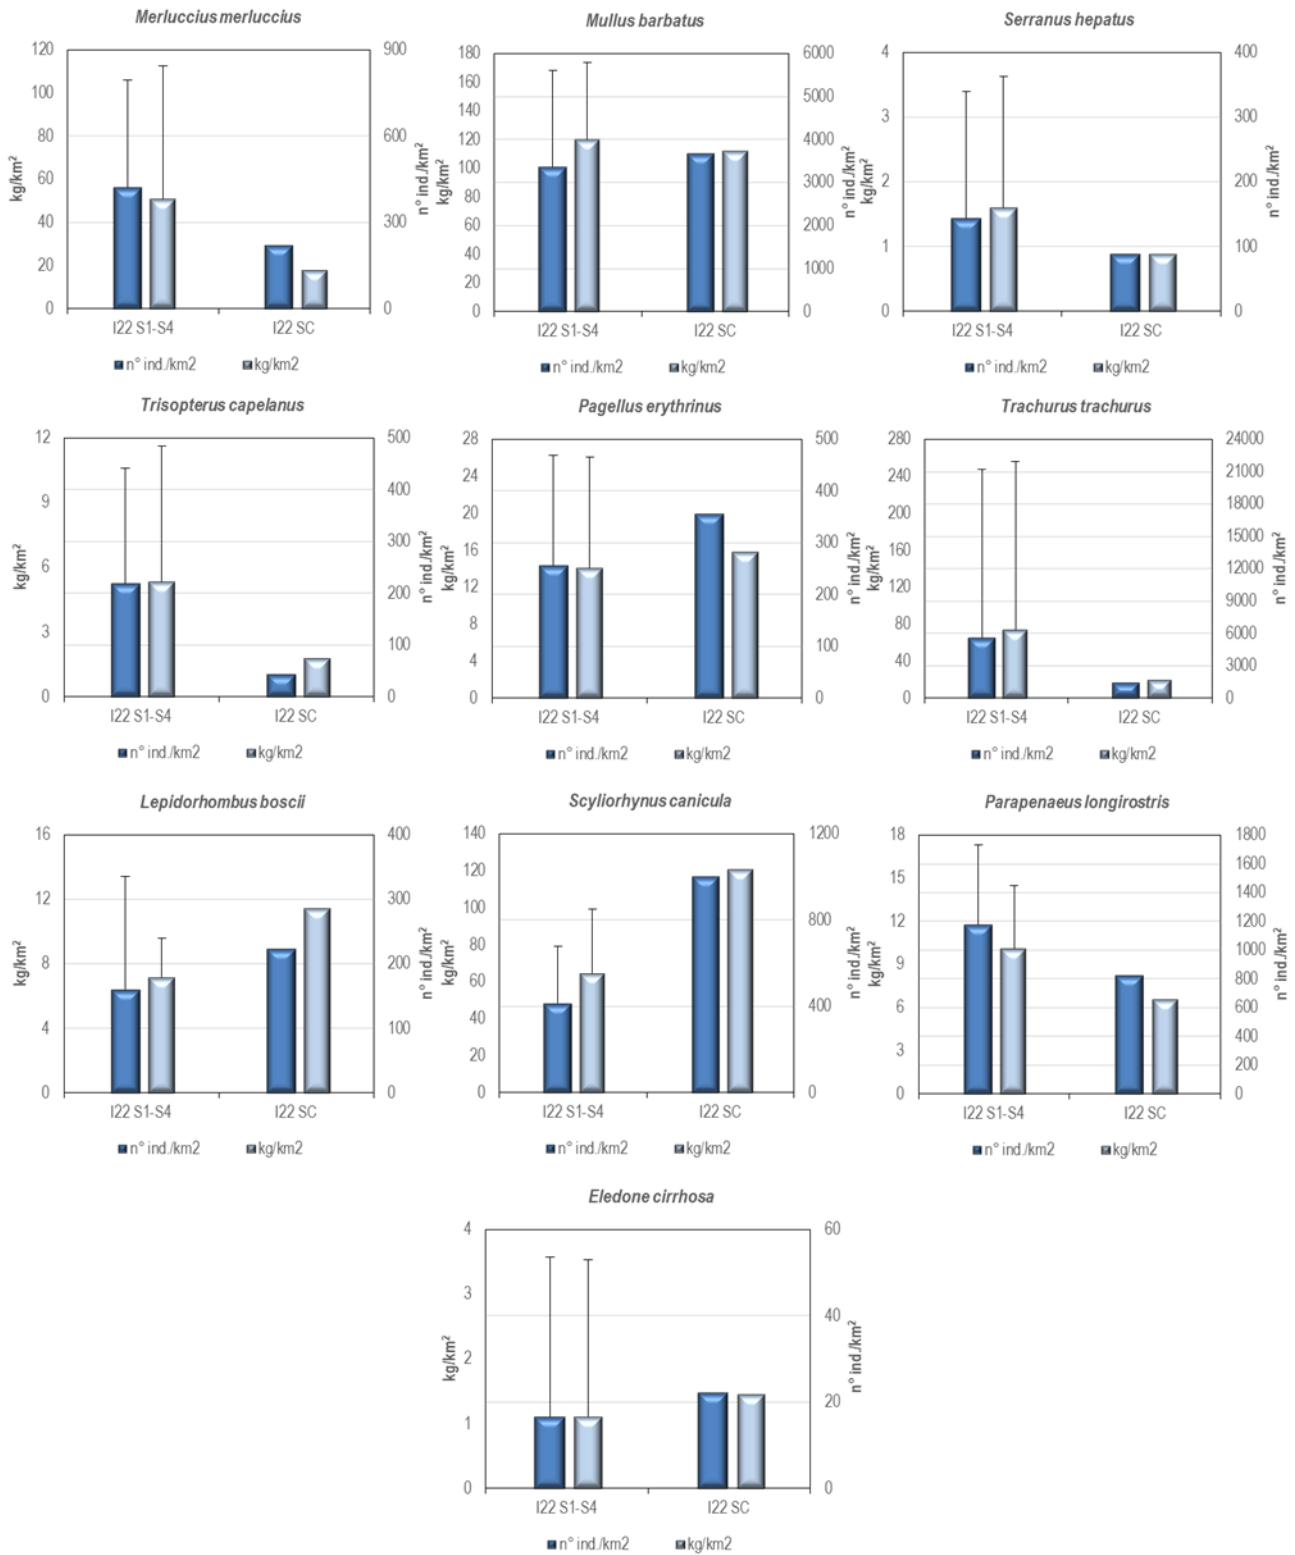 Merluccius merluccius
120
100
80
60
40
20
0
kg/km²
900
600
300
0
n° ind./km²
I22 S1-S4
I22 SC
n° ind./km2
kg/km2
Mullus barbatus
180
160
140
120
100
80
60
40
20
0
kg/km²
6000
5000
4000
3000
2000
1000
0
n° ind./km²
I22 S1-S4
I22 SC
n° ind./km2
kg/km2
Serranus hepatus
4
3
2
1
0
kg/km²
400
300
200
100
0
n° ind./km²
I22 S1-S4
I22 SC
n° ind./km2
kg/km2
Trisopterus capelanus
12
9
6
3
0
kg/km²
500
400
300
200
100
0
n° ind./km²
I22 S1-S4
I22 SC
n° ind./km2
kg/km2
Pagellus erythrinus
28
24
20
16
12
8
4
0
kg/km²
500
400
300
200
100
0
n° ind./km²
I22 S1-S4
I22 SC
n° ind./km2
kg/km2
Trachurus trachurus
280
240
200
160
120
80
40
0
kg/km²
24000
21000
18000
15000
12000
9000
6000
3000
0
n° ind./km²
I22 S1-S4
I22 SC
n° ind./km2
kg/km2
Lepidorhombus boscii
16
12
8
4
0
kg/km²
400
300
200
100
0
n° ind./km²
I22 S1-S4
I22 SC
n° ind./km2
kg/km2
Scyliorhynus canicula
140
120
100
80
60
40
20
0
kg/km²
1200
800
400
0
n° ind./km²
I22 S1-S4
I22 SC
n° ind./km2
kg/km2
Parapenaeus longirostris
18
15
12
9
6
3
0
kg/km²
1800
1600
1400
1200
1000
800
600
400
200
0
n° ind./km²
I22 S1-S4
I22 SC
n° ind./km2
kg/km2
Eledone cirrhosa
4
3
2
1
0
kg/km²
60
40
20
0
n° ind./km²
I22 S1-S4
I22 SC
n° ind./km2
kg/km2